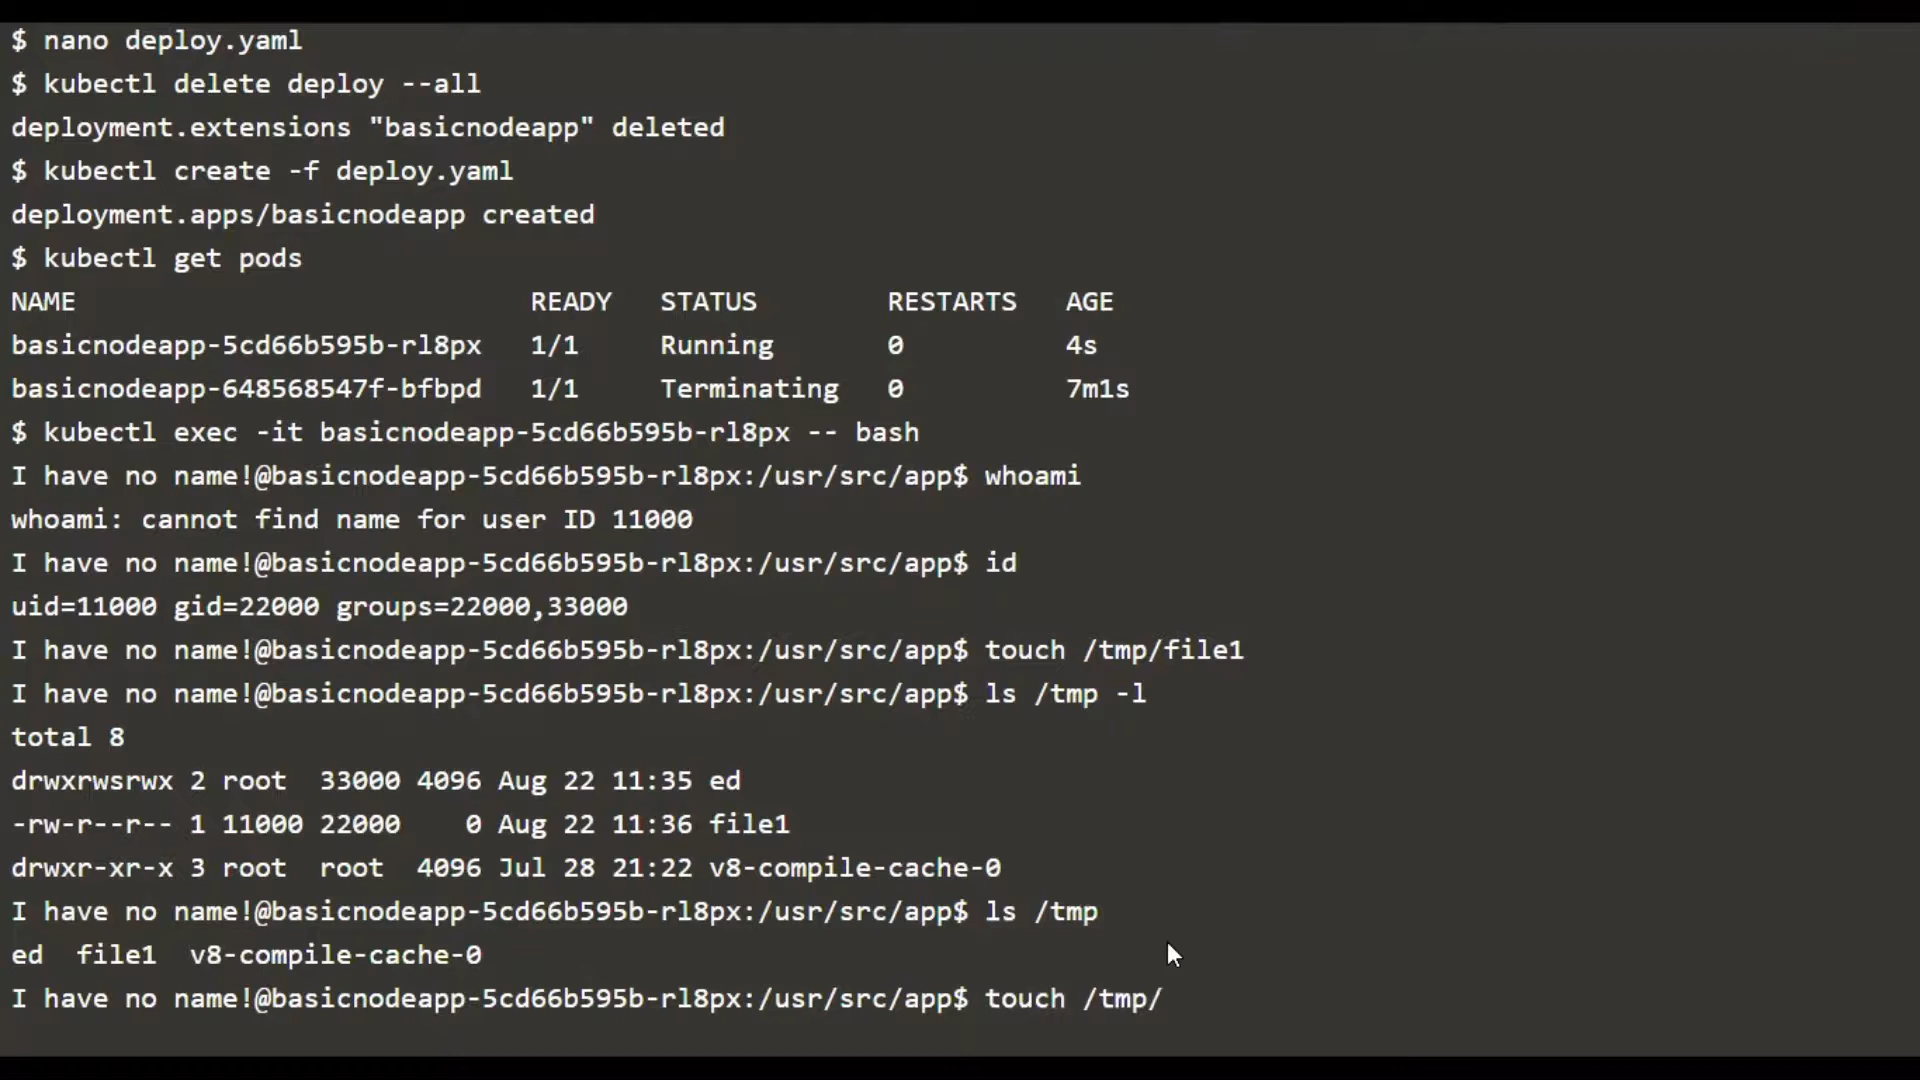 $ nano deploy.yaml
$ kubectl delete deploy --all
deployment.extensions "basicnodeapp" deleted
$ kubectl create -f deploy.yaml
deployment.apps/basicnodeapp created
$ kubectl get pods
NAME                            READY   STATUS        RESTARTS   AGE
basicnodeapp-5cd66b595b-rl8px   1/1     Running       0          4s
basicnodeapp-648568547f-bfbpd   1/1     Terminating   0          7m1s
$ kubectl exec -it basicnodeapp-5cd66b595b-rl8px -- bash
I have no name!@basicnodeapp-5cd66b595b-rl8px:/usr/src/app$ whoami
whoami: cannot find name for user ID 11000
I have no name!@basicnodeapp-5cd66b595b-rl8px:/usr/src/app$ id
uid=11000 gid=22000 groups=22000,33000
I have no name!@basicnodeapp-5cd66b595b-rl8px:/usr/src/app$ touch /tmp/file1
I have no name!@basicnodeapp-5cd66b595b-rl8px:/usr/src/app$ ls /tmp -l
total 8
drwxrwsrwx 2 root  33000 4096 Aug 22 11:35 ed
-rw-r--r-- 1 11000 22000    0 Aug 22 11:36 file1
drwxr-xr-x 3 root  root  4096 Jul 28 21:22 v8-compile-cache-0
I have no name!@basicnodeapp-5cd66b595b-rl8px:/usr/src/app$ ls /tmp
ed  file1  v8-compile-cache-0
I have no name!@basicnodeapp-5cd66b595b-rl8px:/usr/src/app$ touch /tmp/